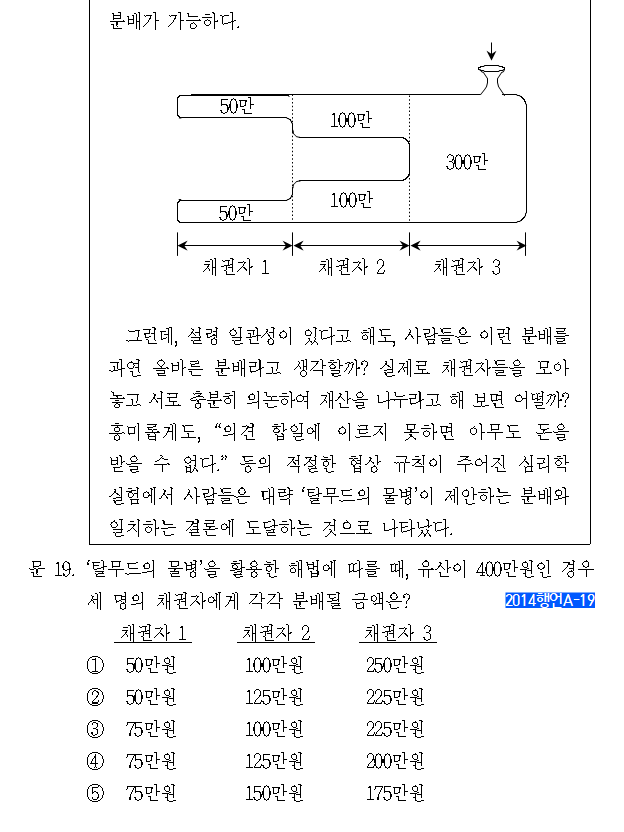 분배가 가능하다.
50만
100만
300만
50만
100만
채권자 1 채권자 2 채권자 3
그런데, 설령 일관성이 있다고 해도, 사람들은 이런 분배를
과연 올바른 분배라고 생각할까? 실제로 채권자들을 모아
놓고 서로 충분히 의논하여 재산을 나누라고 해 보면 어떨까?
흥미롭게도, “의견 합일에 이르지 못하면 아무도 돈을
받을 수 없다.” 등의 적절한 협상 규칙이 주어진 심리학
실험에서 사람들은 대략 ‘탈무드의 물병’이 제안하는 분배와
일치하는 결론에 도달하는 것으로 나타났다.
문 19. ‘탈무드의 물병’을 활용한 해법에 따를 때, 유산이 400만원인 경우
세 명의 채권자에게 각각 분배될 금액은? 2014행언A-19
채권자 1 채권자 2 채권자 3
① 50만원 100만원 250만원
② 50만원 125만원 225만원
③ 75만원 100만원 225만원
④ 75만원 125만원 200만원
⑤ 75만원 150만원 175만원